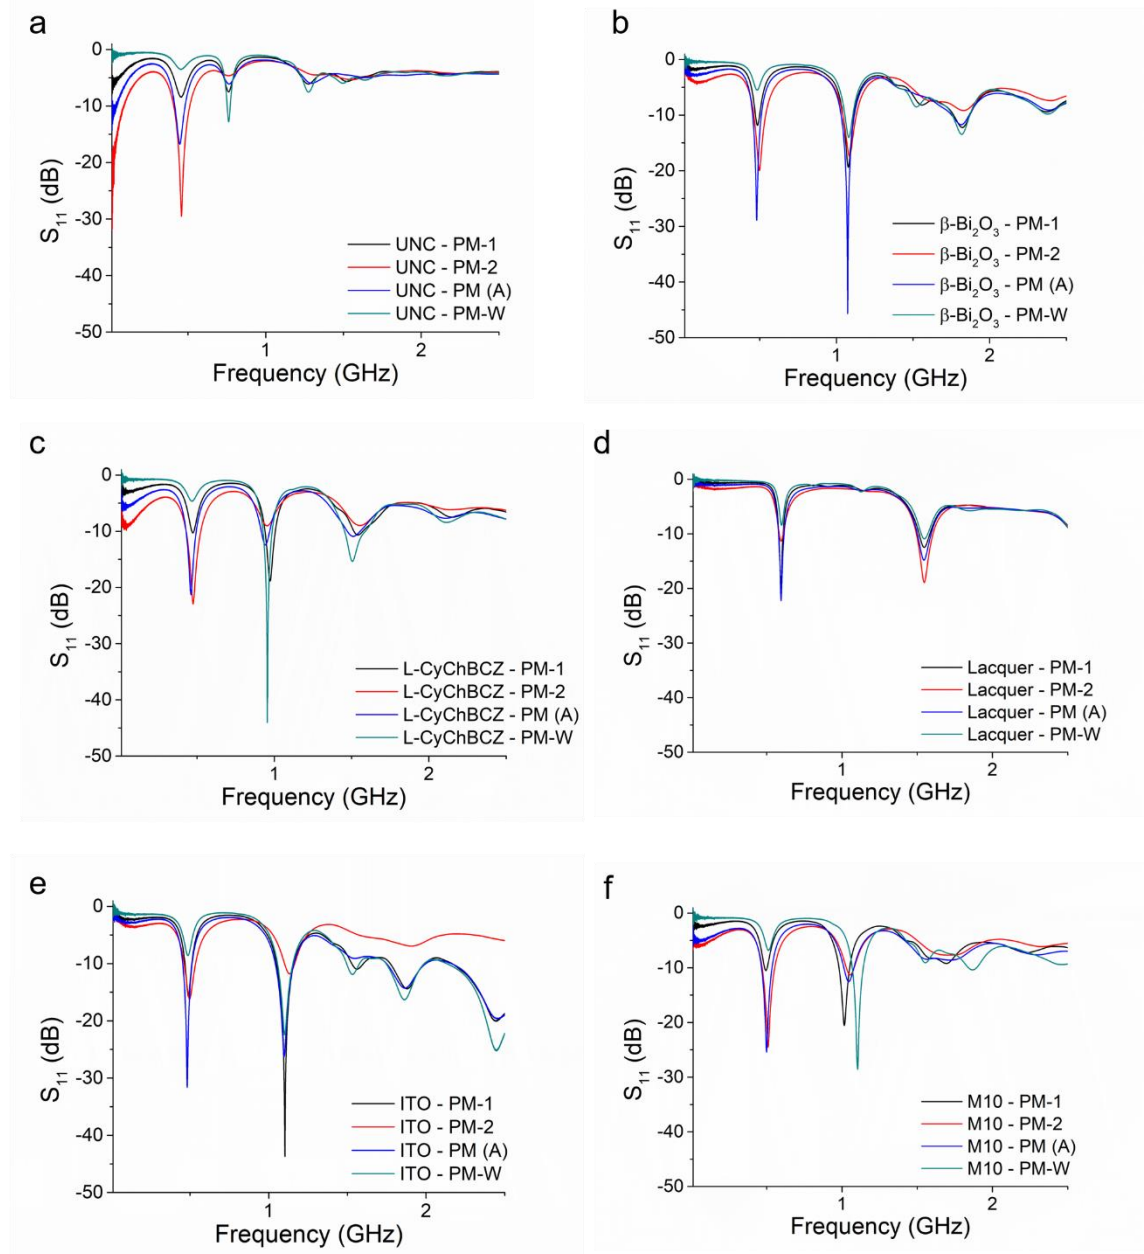 a
0
-10
-20
-30
-40
-50
S₁₁ (dB)
UNC - PM-1
UNC - PM-2
UNC - PM (A)
UNC - PM-W
1
2
Frequency (GHz)
b
0
-10
-20
-30
-40
-50
S₁₁ (dB)
β-Bi₂O₃ - PM-1
β-Bi₂O₃ - PM-2
β-Bi₂O₃ - PM (A)
β-Bi₂O₃ - PM-W
1
2
Frequency (GHz)
c
0
-10
-20
-30
-40
-50
S₁₁ (dB)
L-CyChBCZ - PM-1
L-CyChBCZ - PM-2
L-CyChBCZ - PM (A)
L-CyChBCZ - PM-W
1
2
Frequency (GHz)
d
0
-10
-20
-30
-40
-50
S₁₁ (dB)
Lacquer - PM-1
Lacquer - PM-2
Lacquer - PM (A)
Lacquer - PM-W
1
2
Frequency (GHz)
e
0
-10
-20
-30
-40
-50
S₁₁ (dB)
ITO - PM-1
ITO - PM-2
ITO - PM (A)
ITO - PM-W
1
2
Frequency (GHz)
f
0
-10
-20
-30
-40
-50
S₁₁ (dB)
M10 - PM-1
M10 - PM-2
M10 - PM (A)
M10 - PM-W
1
2
Frequency (GHz)